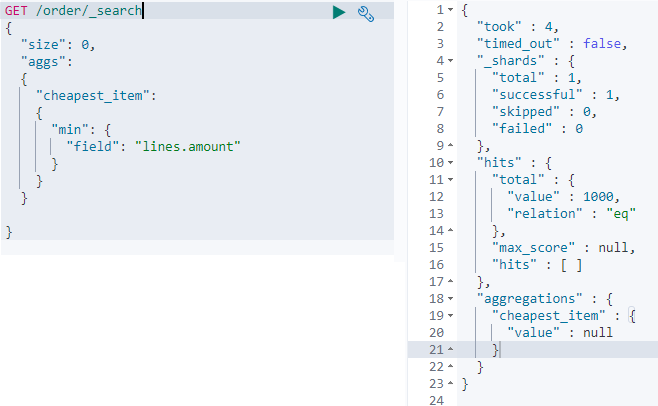 GET /order/_search
{
  "size": 0,
  "aggs":
  {
    "cheapest_item":
    {
      "min": {
        "field": "lines.amount"
      }
    }
  }

}
1 {
2   "took" : 4,
3   "timed_out" : false,
4   "_shards" : {
5     "total" : 1,
6     "successful" : 1,
7     "skipped" : 0,
8     "failed" : 0
9   },
10   "hits" : {
11     "total" : {
12       "value" : 1000,
13       "relation" : "eq"
14     },
15     "max_score" : null,
16     "hits" : [ ]
17   },
18   "aggregations" : {
19     "cheapest_item" : {
20       "value" : null
21     }
22   }
23 }
24